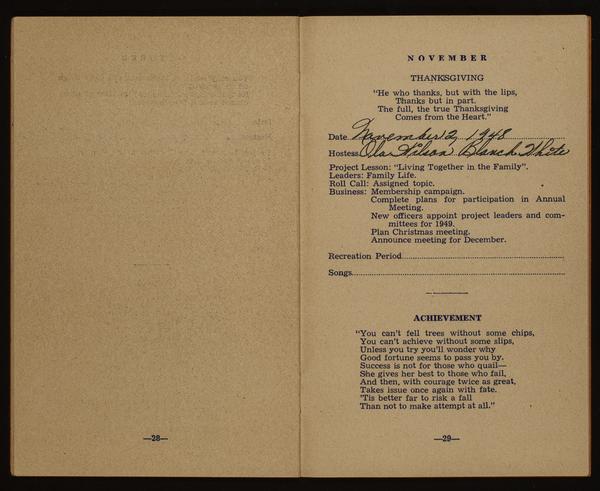 —28—
NOVEMBER
THANKSGIVING
"He who thanks, but with the lips,
Thanks but in part.
The full, the true Thanksgiving
Comes from the Heart."
Date November 2, 1948
Hostess Ola Wilson Blanch White
Project Lesson: "Living Together in the Family".
Leaders: Family Life.
Roll Call: Assigned topic.
Business: Membership campaign.
Complete plans for participation in Annual
Meeting.
New officers appoint project leaders and com-
mittees for 1949.
Plan Christmas meeting.
Announce meeting for December.
Recreation Period
Songs
ACHIEVEMENT
"You can't fell trees without some chips,
You can't achieve without some slips,
Unless you try you'll wonder why
Good fortune seems to pass you by.
Success is not for those who quail—
She gives her best to those who fail,
And then, with courage twice as great,
Takes issue once again with fate.
'Tis better far to risk a fall
Than not to make attempt at all."
—29—